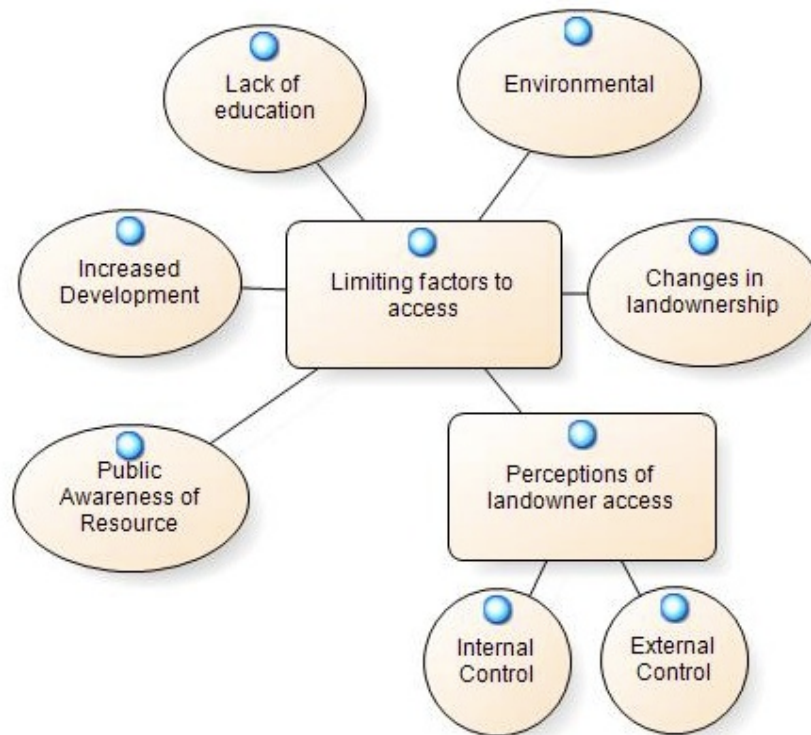 Lack of
education
Environmental
Increased
Development
Limiting factors to
access
Changes in
landownership
Public
Awareness of
Resource
Perceptions of
landowner access
Internal
Control
External
Control